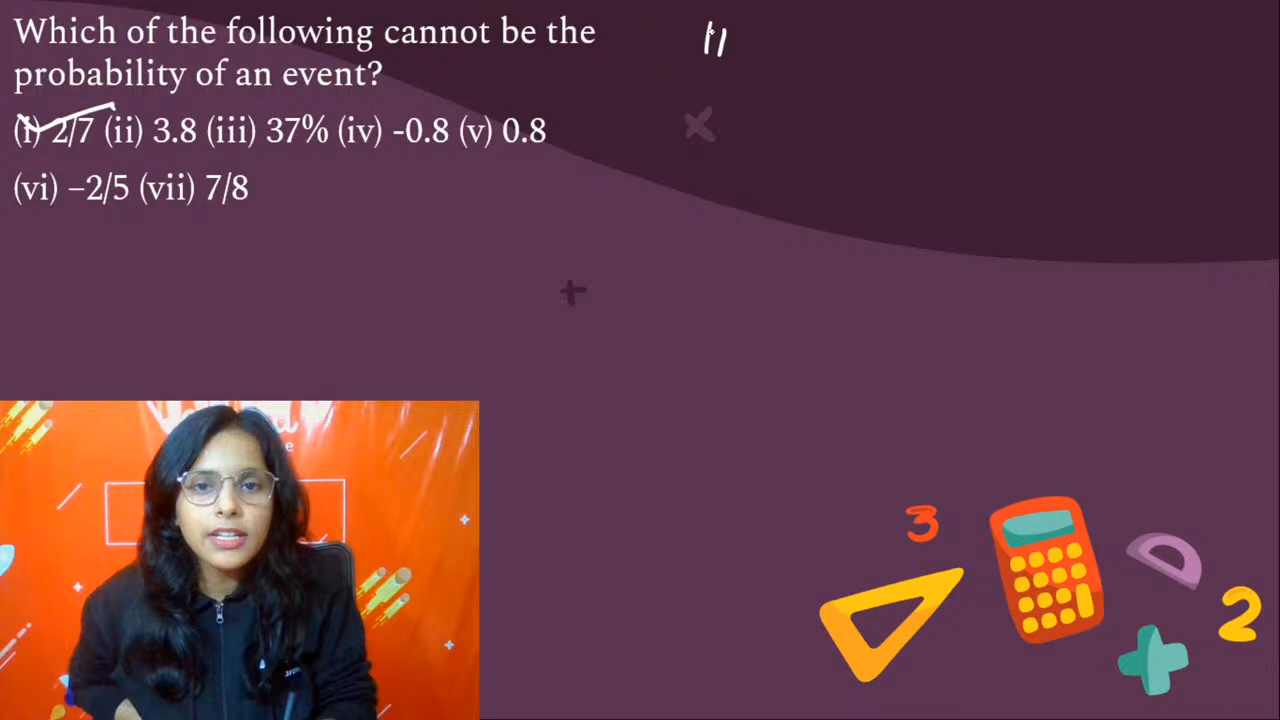 Which of the following cannot be the
probability of an event?
(i) 2/7 (ii) 3.8 (iii) 37% (iv) -0.8 (v) 0.8
(vi) –2/5 (vii) 7/8
3
2